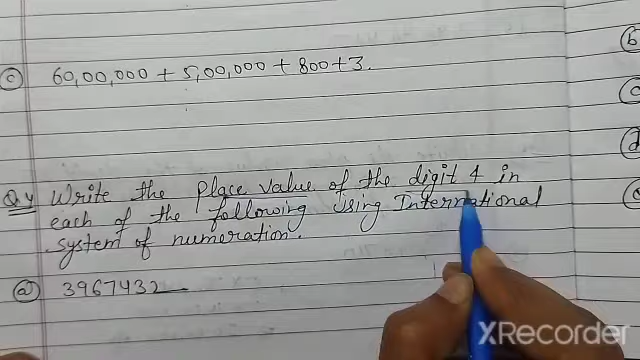 (c) 60,00,000 + 5,00,000 + 800 + 3.
(b
(c
(d
Q.4 Write the place value of the digit 4 in
each of the following using International
system of numeration.
(a) 3967432
XRecorder